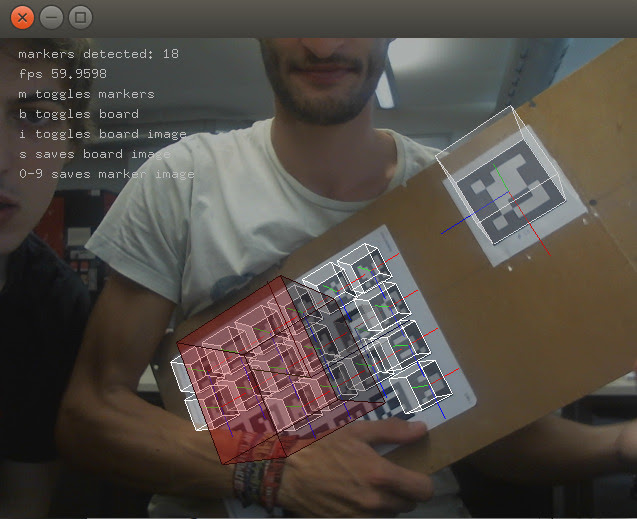 markers detected: 18
fps 59.9598
m toggles markers
b toggles board
i toggles board image
s saves board image
0-9 saves marker image